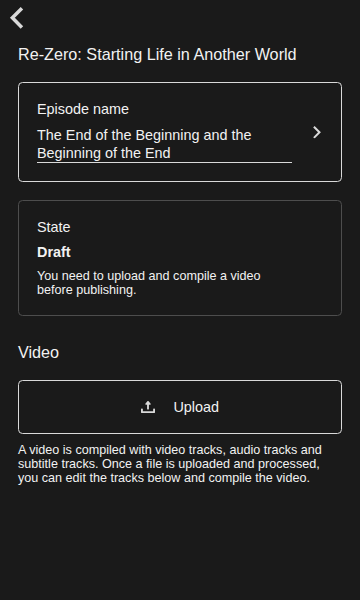 Re-Zero: Starting Life in Another World
Episode name
The End of the Beginning and the
Beginning of the End
State
Draft
You need to upload and compile a video
before publishing.
Video
Upload
A video is compiled with video tracks, audio tracks and
subtitle tracks. Once a file is uploaded and processed,
you can edit the tracks below and compile the video.